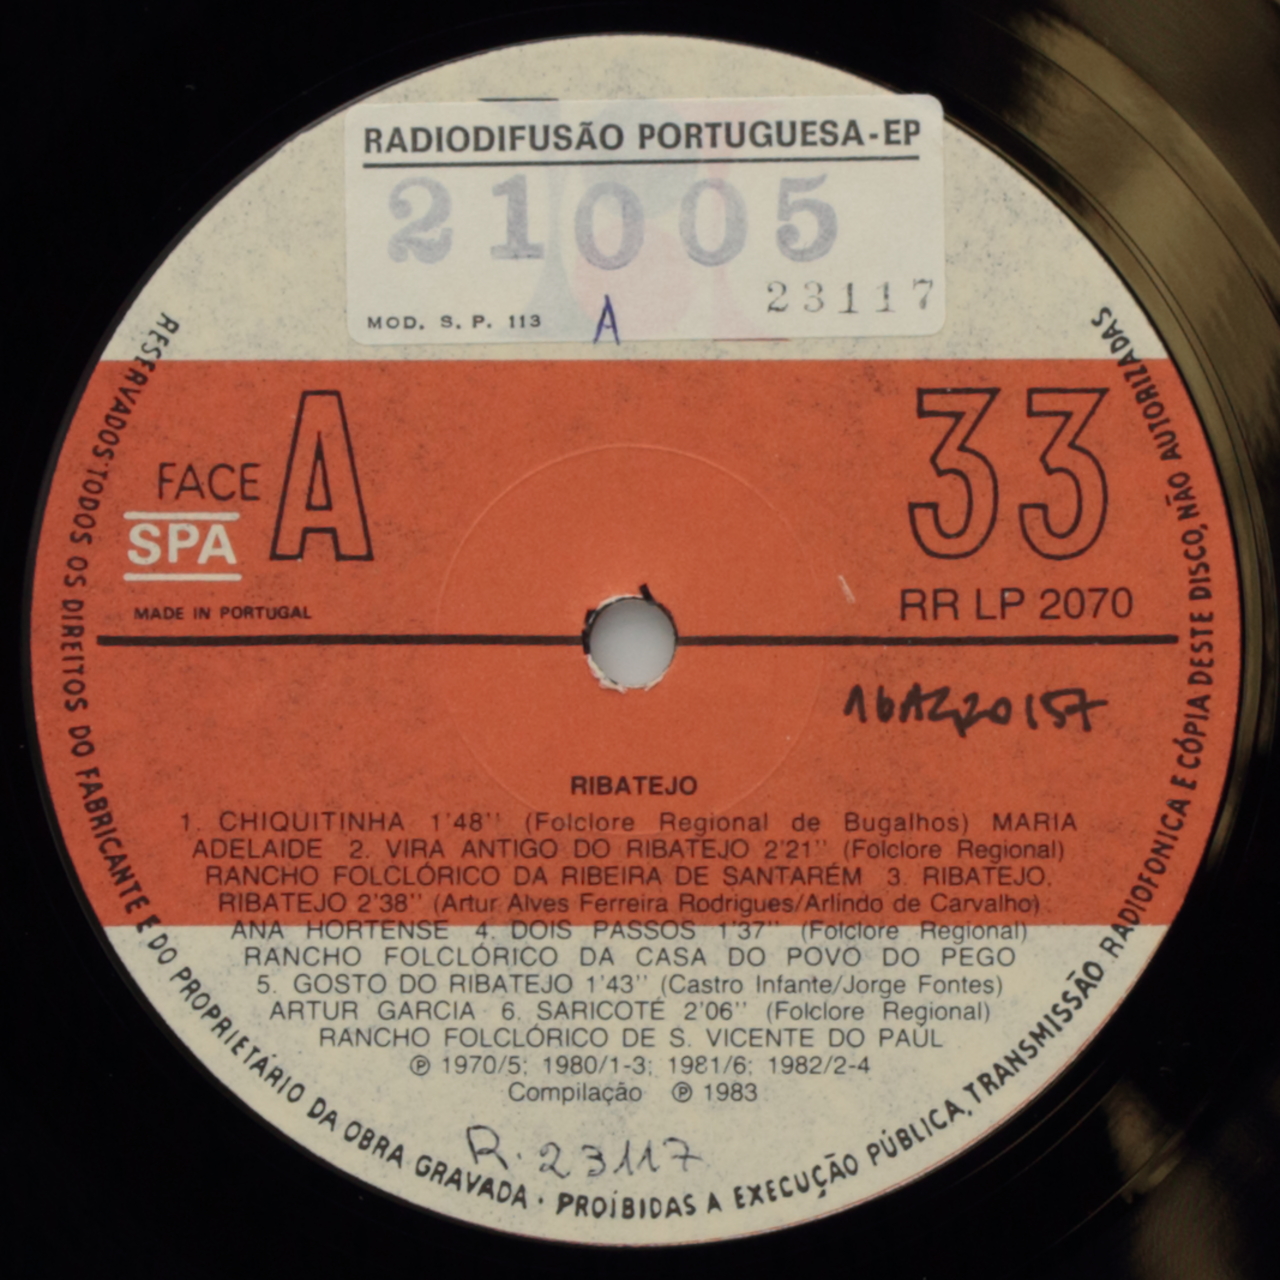 RADIODIFUSÃO PORTUGUESA-EP
21005
23117
MOD. S. P. 113
A
FACE A
33
SPA
MADE IN PORTUGAL
RR LP 2070
RIBATEJO
1. CHIQUITINHA 1'48'' (Folclore Regional de Bugalhos) MARIA
ADELAIDE 2. VIRA ANTIGO DO RIBATEJO 2'21'' (Folclore Regional)
RANCHO FOLCLÓRICO DA RIBEIRA DE SANTARÉM 3. RIBATEJO,
RIBATEJO 2'38'' (Artur Alves Ferreira Rodrigues/Arlindo de Carvalho)
ANA HORTENSE 4. DOIS PASSOS 1'37'' (Folclore Regional)
RANCHO FOLCLÓRICO DA CASA DO POVO DO PEGO
5. GOSTO DO RIBATEJO 1'43'' (Castro Infante/Jorge Fontes)
ARTUR GARCIA 6. SARICOTÉ 2'06'' (Folclore Regional)
RANCHO FOLCLÓRICO DE S. VICENTE DO PAÚL
℗ 1970/5; 1980/1-3; 1981/6; 1982/2-4
Compilação ℗ 1983
R. 23117
RESERVADOS TODOS OS DIREITOS DO FABRICANTE E DO PROPRIETÁRIO DA OBRA GRAVADA · PROÍBIDAS A EXECUÇÃO PÚBLICA, TRANSMISSÃO RADIOFONICA E CÓPIA DESTE DISCO, NÃO AUTORIZADAS